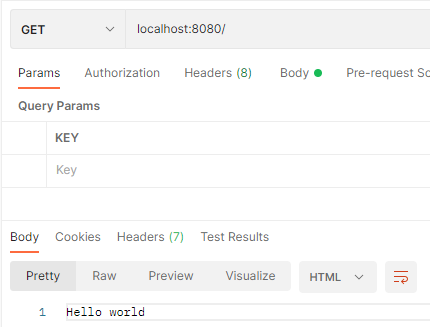 GET localhost:8080/
Params Authorization Headers (8) Body Pre-request Sc
Query Params
KEY
Key
Body Cookies Headers (7) Test Results
Pretty Raw Preview Visualize HTML
1 Hello world